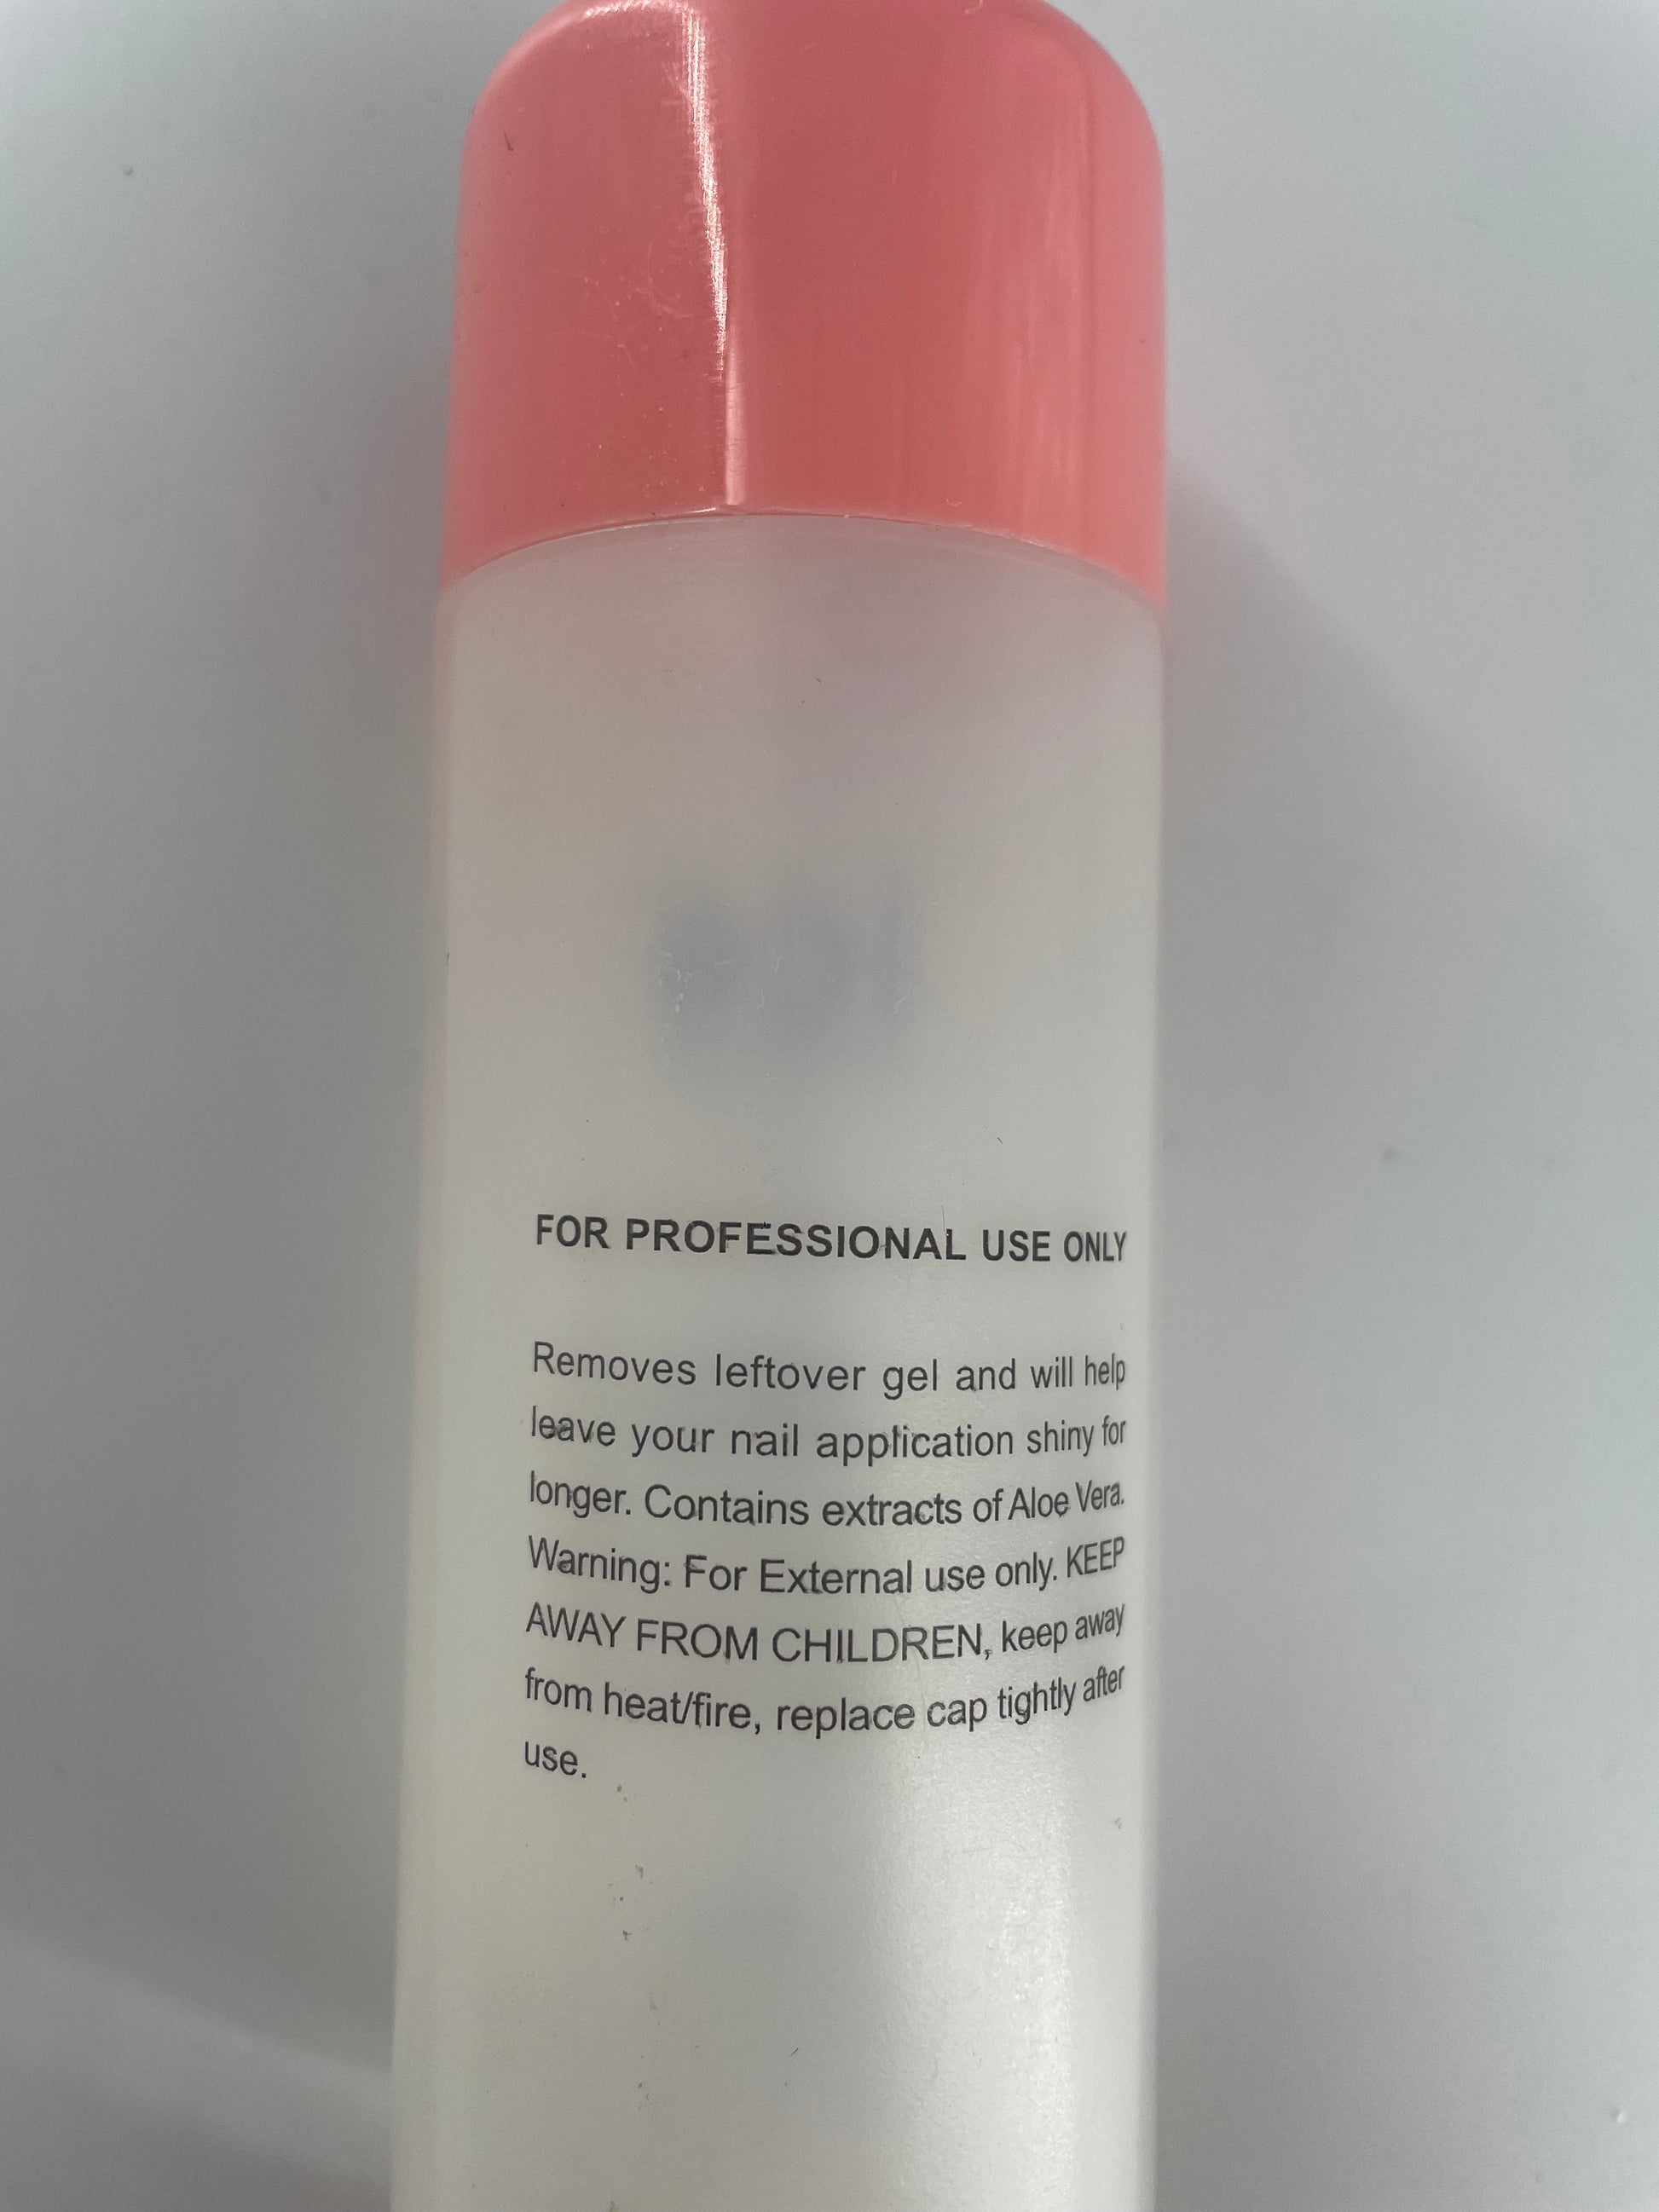 FOR PROFESSIONAL USE ONLY
Removes leftover gel and will help
leave your nail application shiny for
longer. Contains extracts of Aloe Vera.
Warning: For External use only. KEEP
AWAY FROM CHILDREN, keep away
from heat/fire, replace cap tightly after
use.